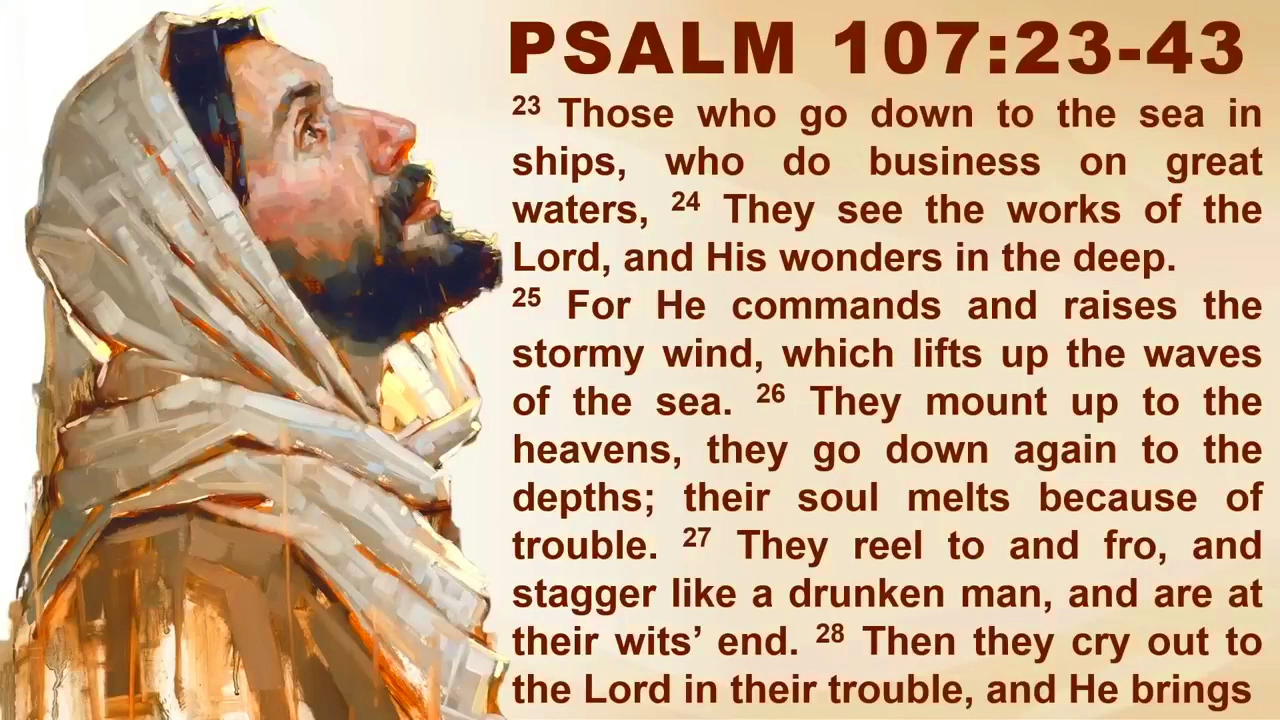 PSALM 107:23-43
23 Those who go down to the sea in
ships, who do business on great
waters, 24 They see the works of the
Lord, and His wonders in the deep.
25 For He commands and raises the
stormy wind, which lifts up the waves
of the sea. 26 They mount up to the
heavens, they go down again to the
depths; their soul melts because of
trouble. 27 They reel to and fro, and
stagger like a drunken man, and are at
their wits’ end. 28 Then they cry out to
the Lord in their trouble, and He brings